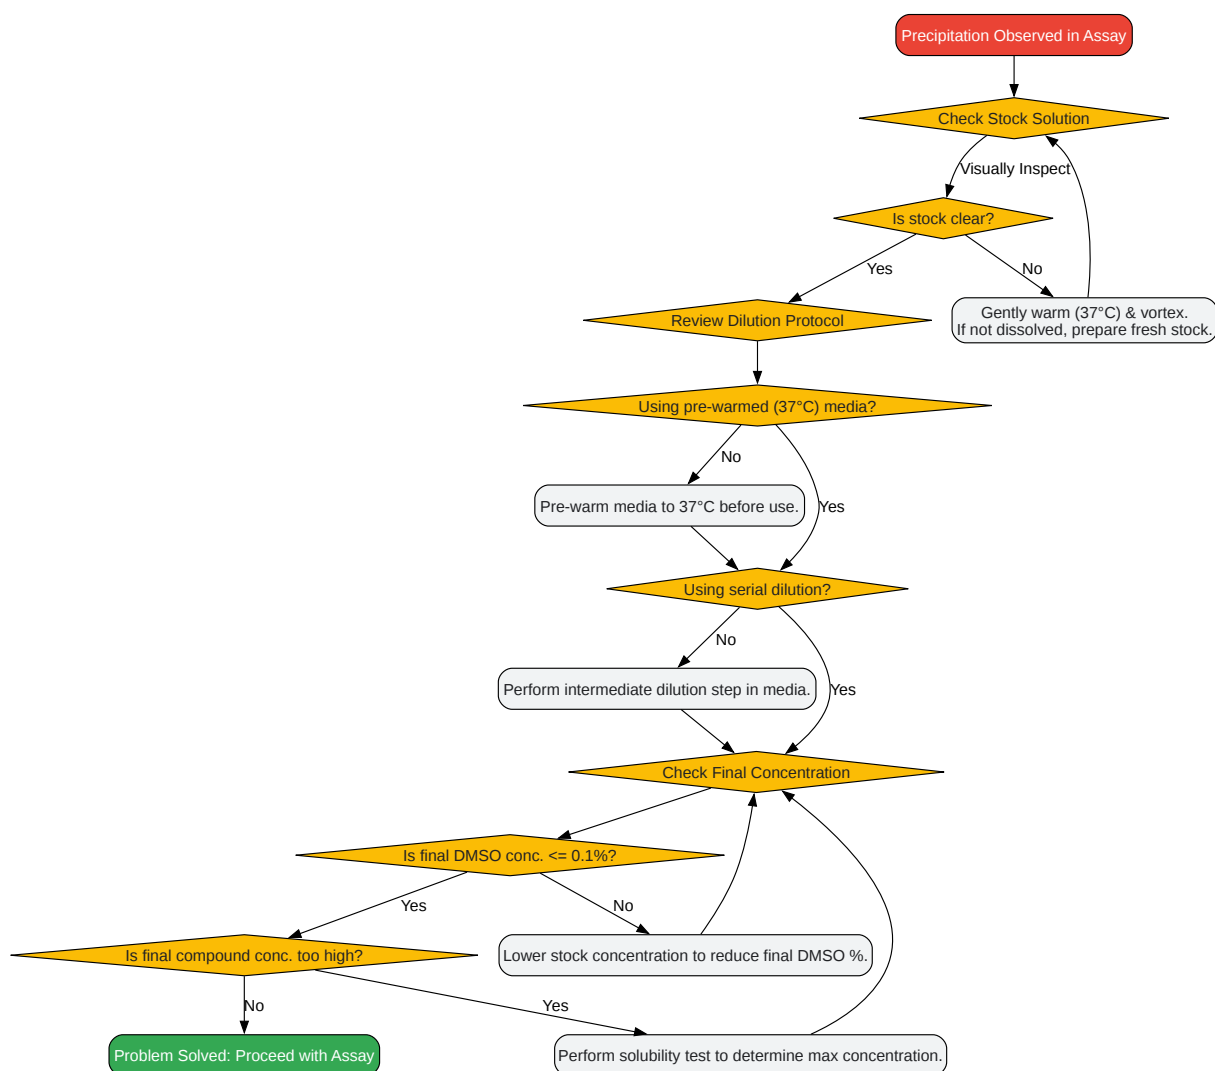 Precipitation Observed in Assay
Check Stock Solution
Visually Inspect
Is stock clear?
Yes
No
Gently warm (37°C) & vortex.
If not dissolved, prepare fresh stock.
Review Dilution Protocol
Using pre-warmed (37°C) media?
No
Yes
Pre-warm media to 37°C before use.
Using serial dilution?
No
Yes
Perform intermediate dilution step in media.
Check Final Concentration
Is final DMSO conc. <= 0.1%?
Yes
No
Lower stock concentration to reduce final DMSO %.
Is final compound conc. too high?
No
Yes
Problem Solved: Proceed with Assay
Perform solubility test to determine max concentration.